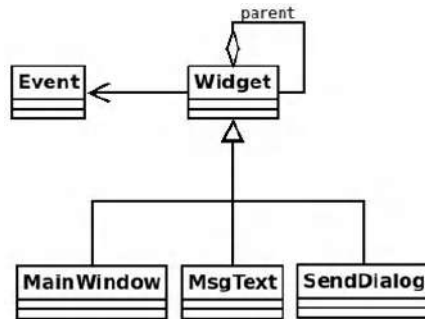 parent
Event
Widget
MainWindow
MsgText
SendDialog